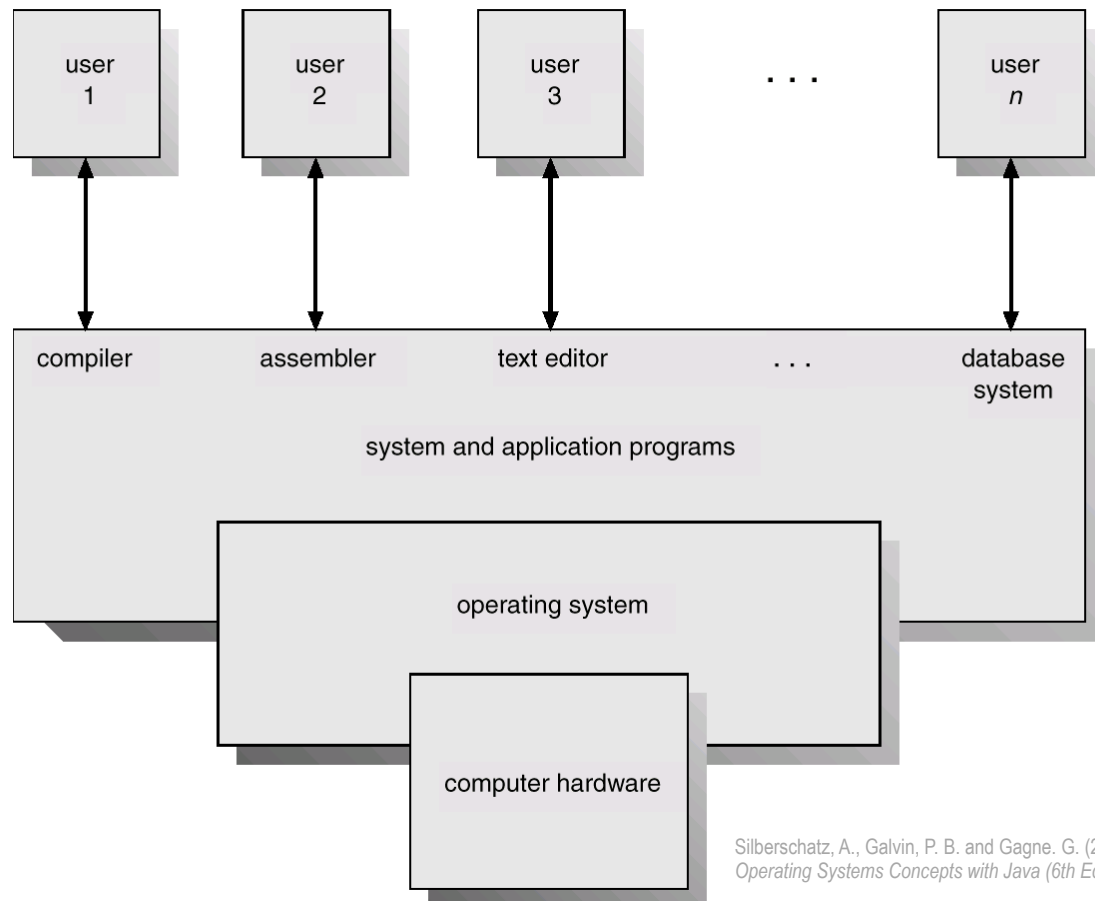 user
1
user
2
user
3
. . .
user
n
compiler
assembler
text editor
. . .
database
system
system and application programs
operating system
computer hardware
Silberschatz, A., Galvin, P. B. and Gagne. G. (2
Operating Systems Concepts with Java (6th Ed